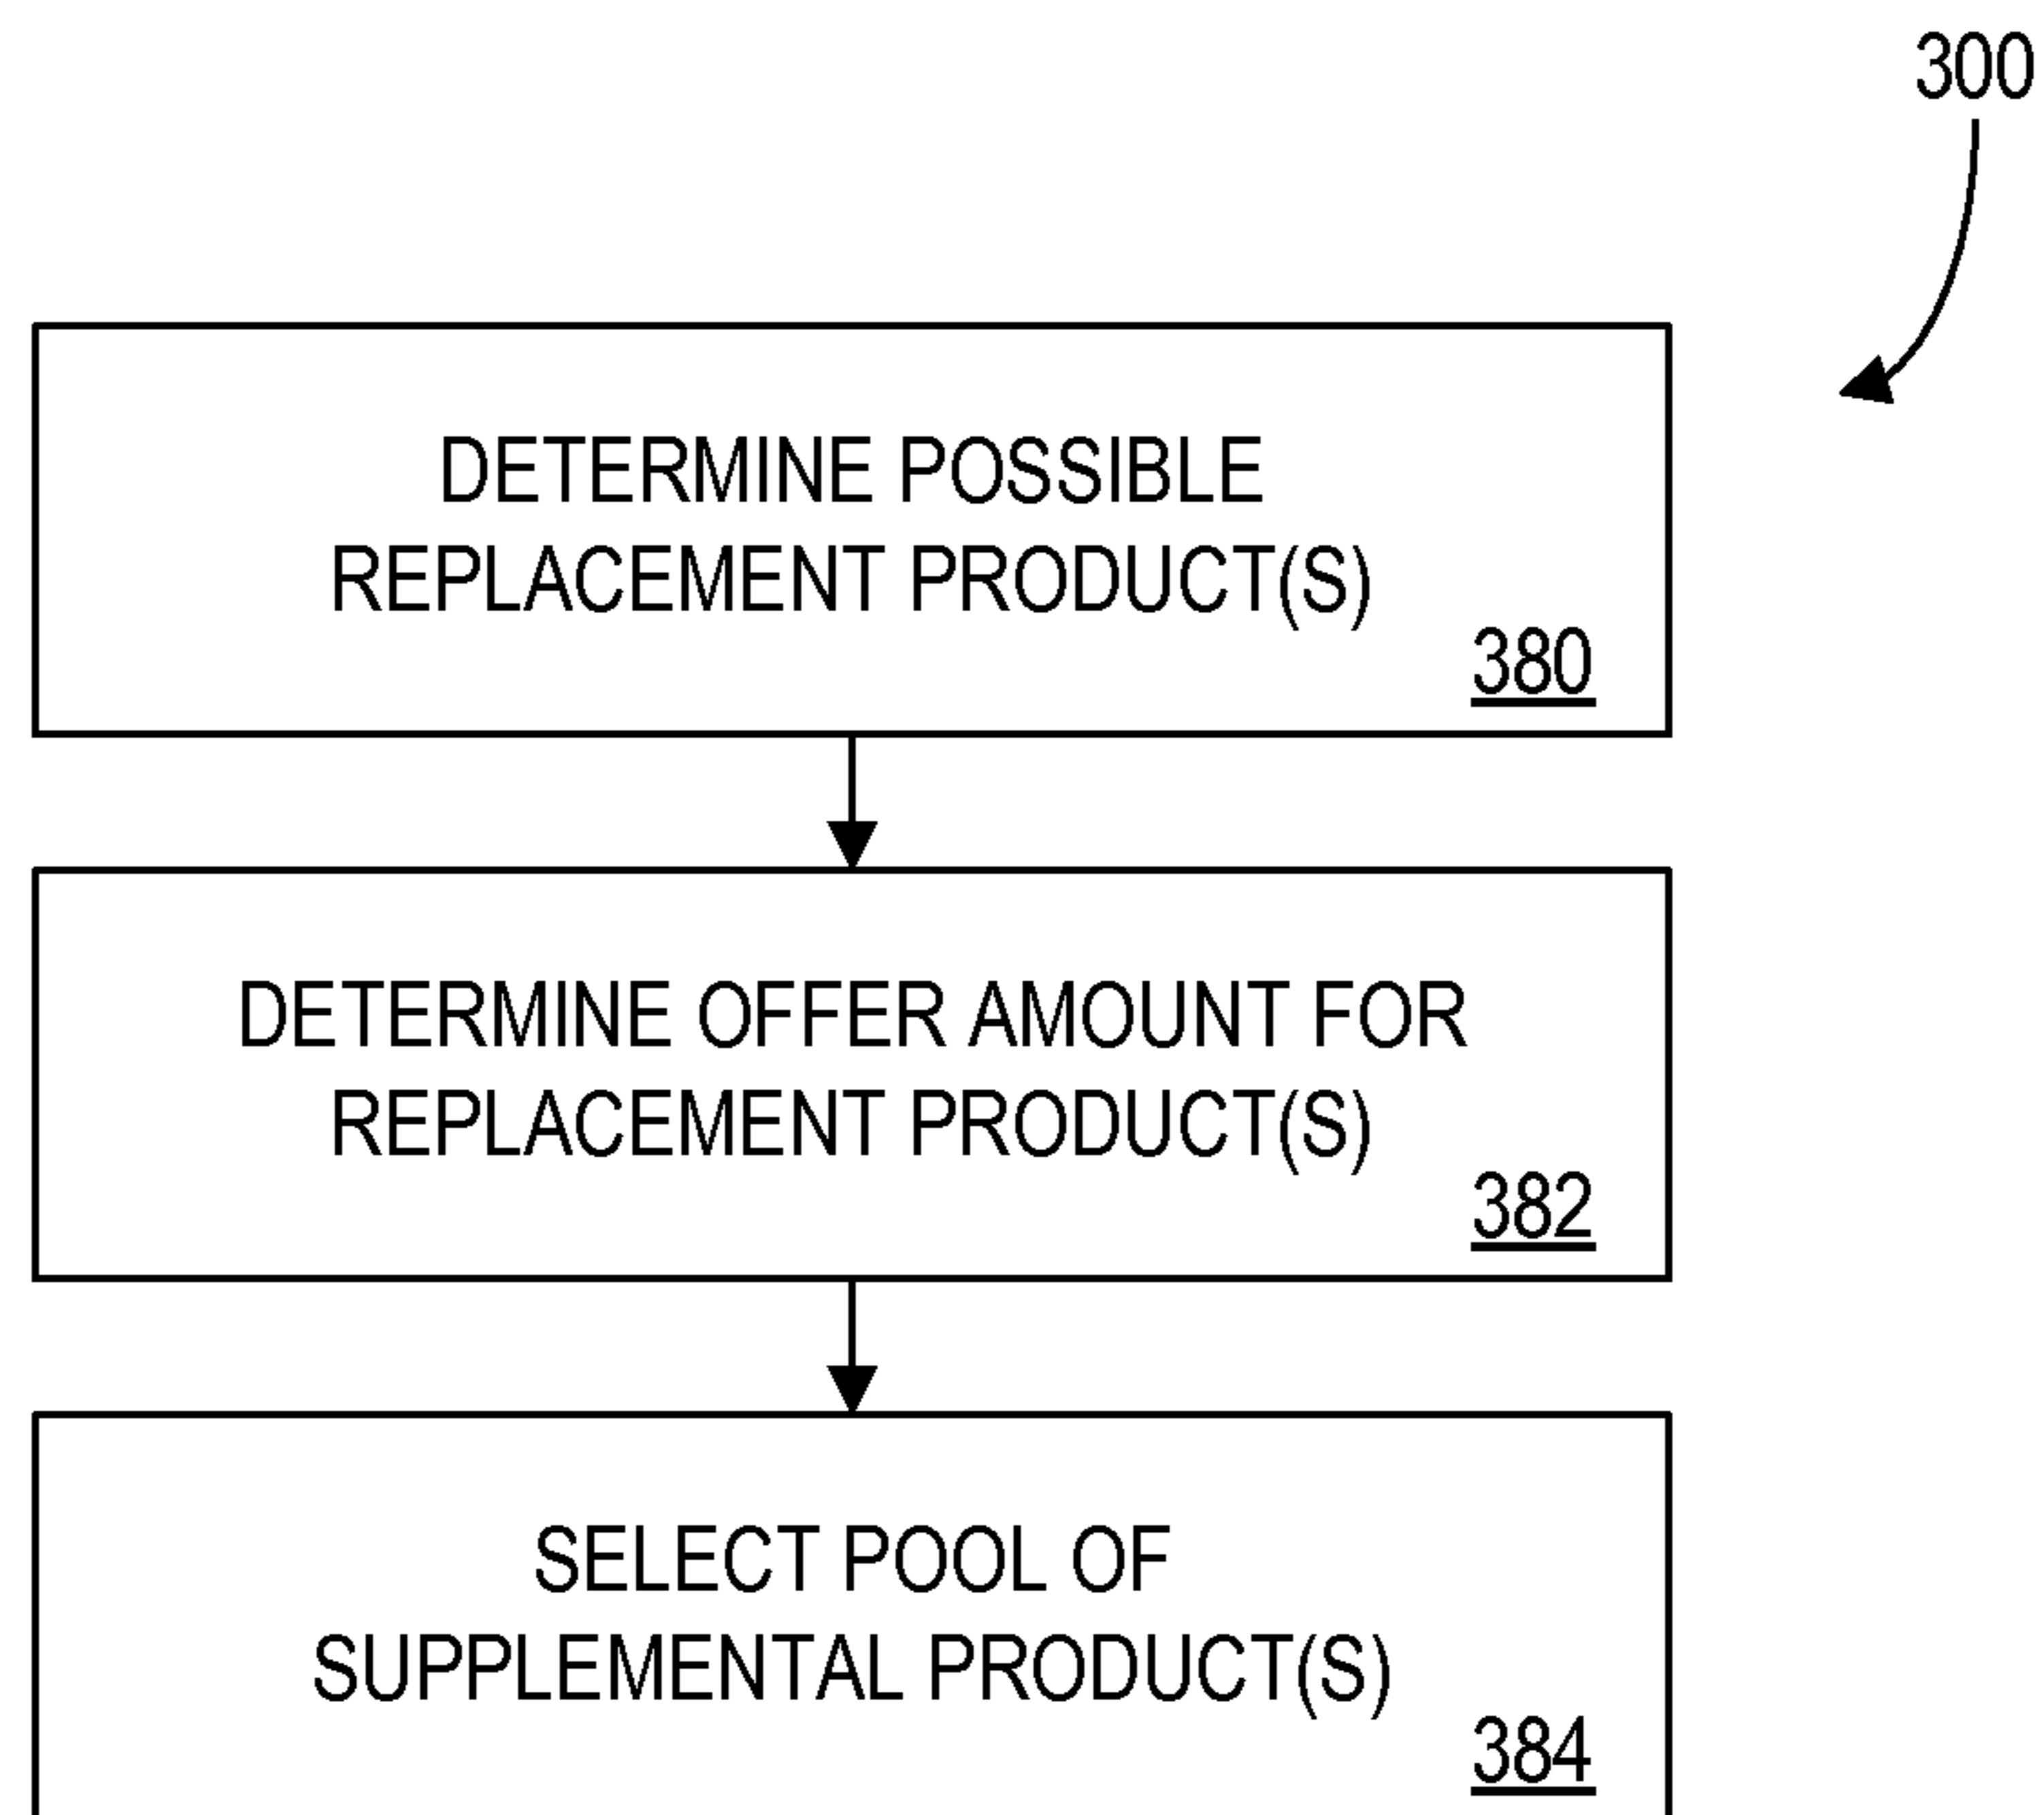 300
DETERMINE POSSIBLE
REPLACEMENT PRODUCT(S)
380
DETERMINE OFFER AMOUNT FOR
REPLACEMENT PRODUCT(S)
382
SELECT POOL OF
SUPPLEMENTAL PRODUCT(S)
384